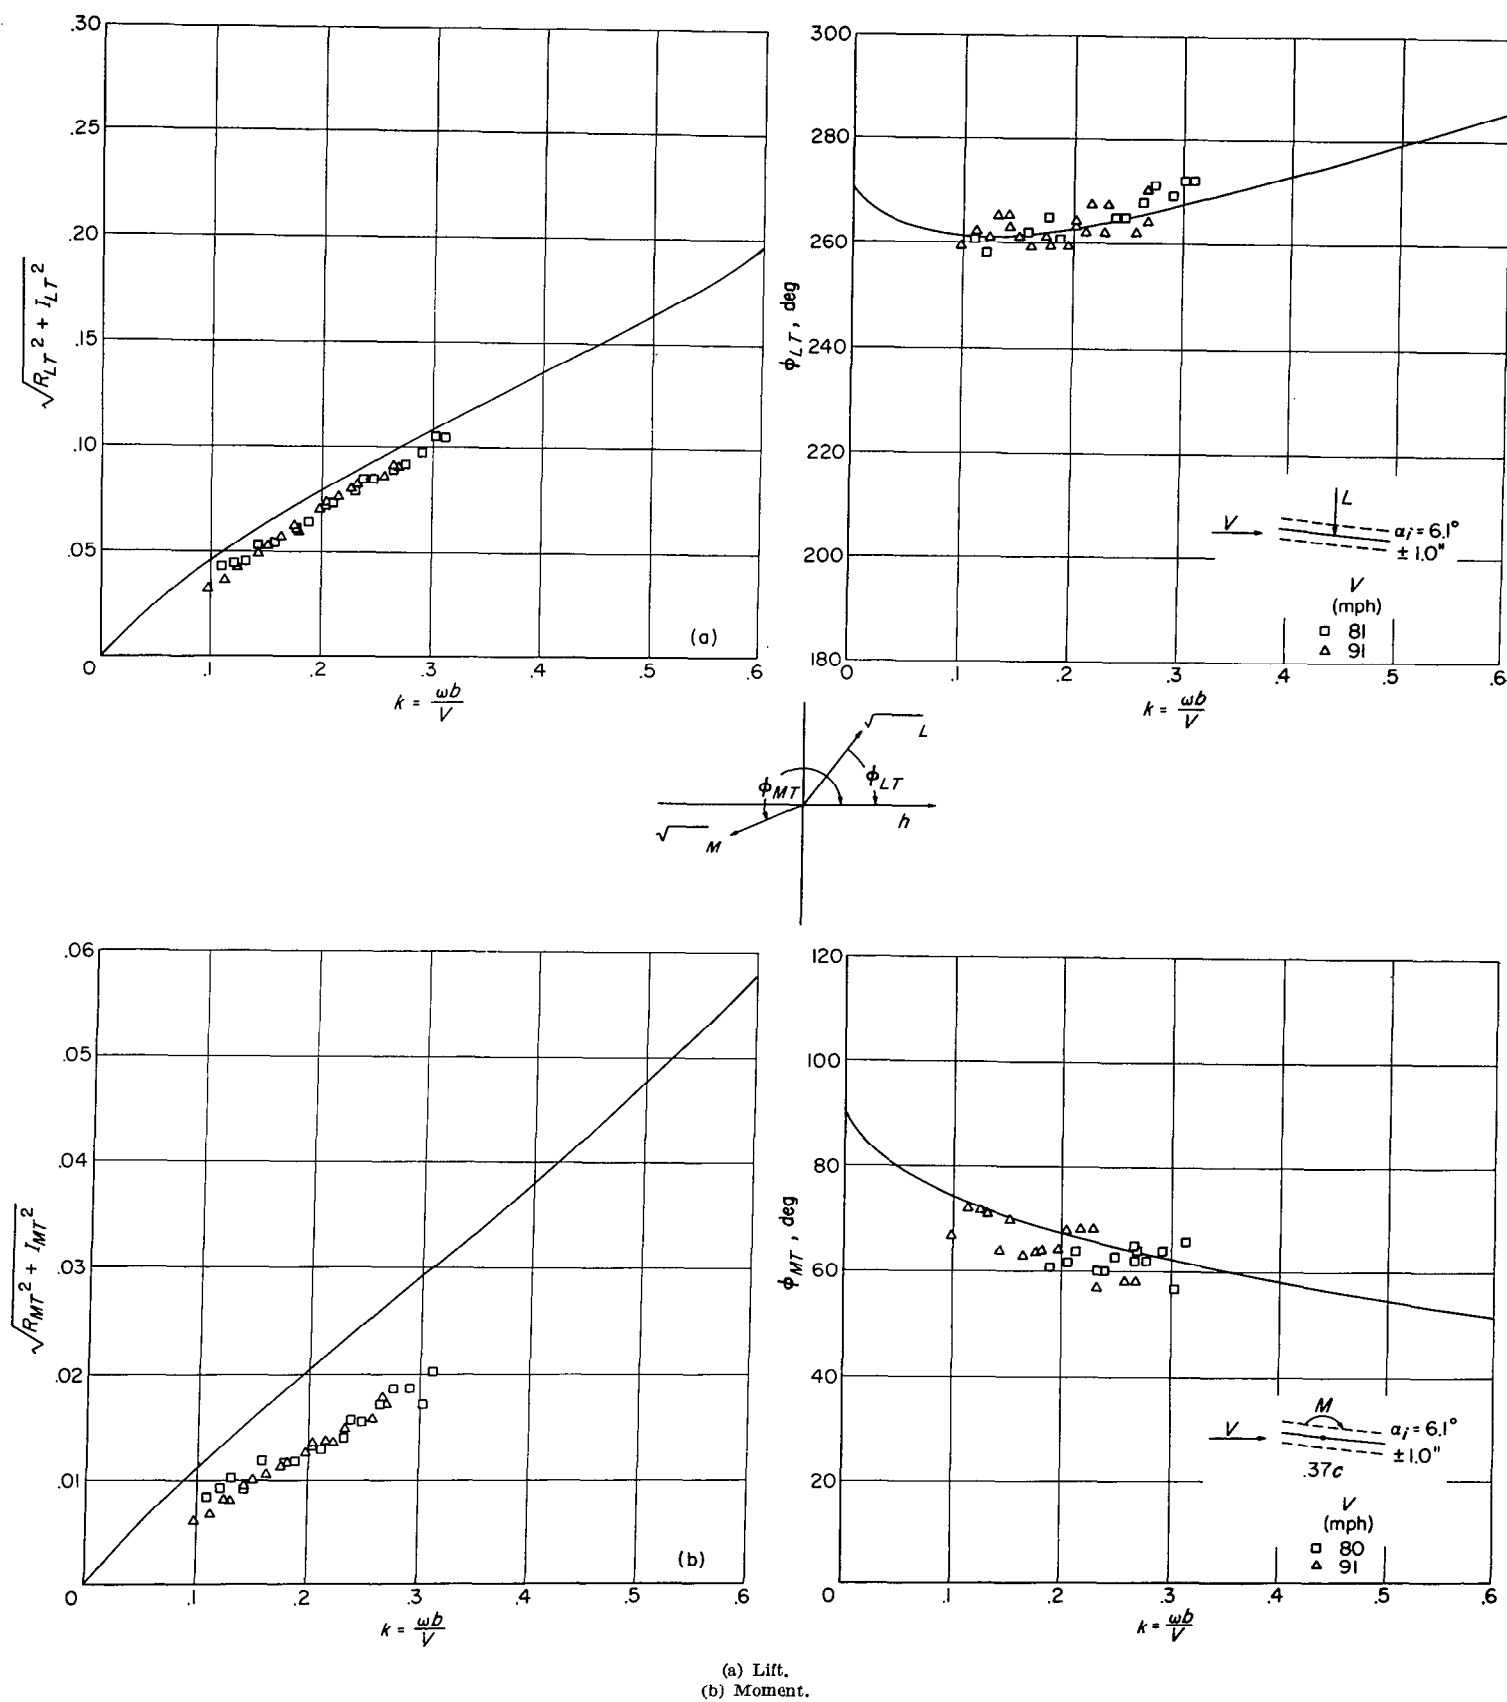 .30
.25
.20
.15
.10
.05
0
√R_LT² + I_LT²
.1 .2 .3 .4 .5 .6
k = ωb/V
(a)
300
280
260
240
220
200
180
ϕ_LT, deg
0 .1 .2 .3 .4 .5 .6
k = ωb/V
L
V
α_i = 6.1°
± 1.0"
V
(mph)
□ 81
△ 91
√ L
ϕ_LT
ϕ_MT
h
√ M
.06
.05
.04
.03
.02
.01
0
√R_MT² + I_MT²
.1 .2 .3 .4 .5 .6
k = ωb/V
(b)
120
100
80
60
40
20
0
ϕ_MT, deg
.1 .2 .3 .4 .5 .6
k = ωb/V
M
V
α_i = 6.1°
± 1.0"
.37c
V
(mph)
□ 80
△ 91
(a) Lift.
(b) Moment.